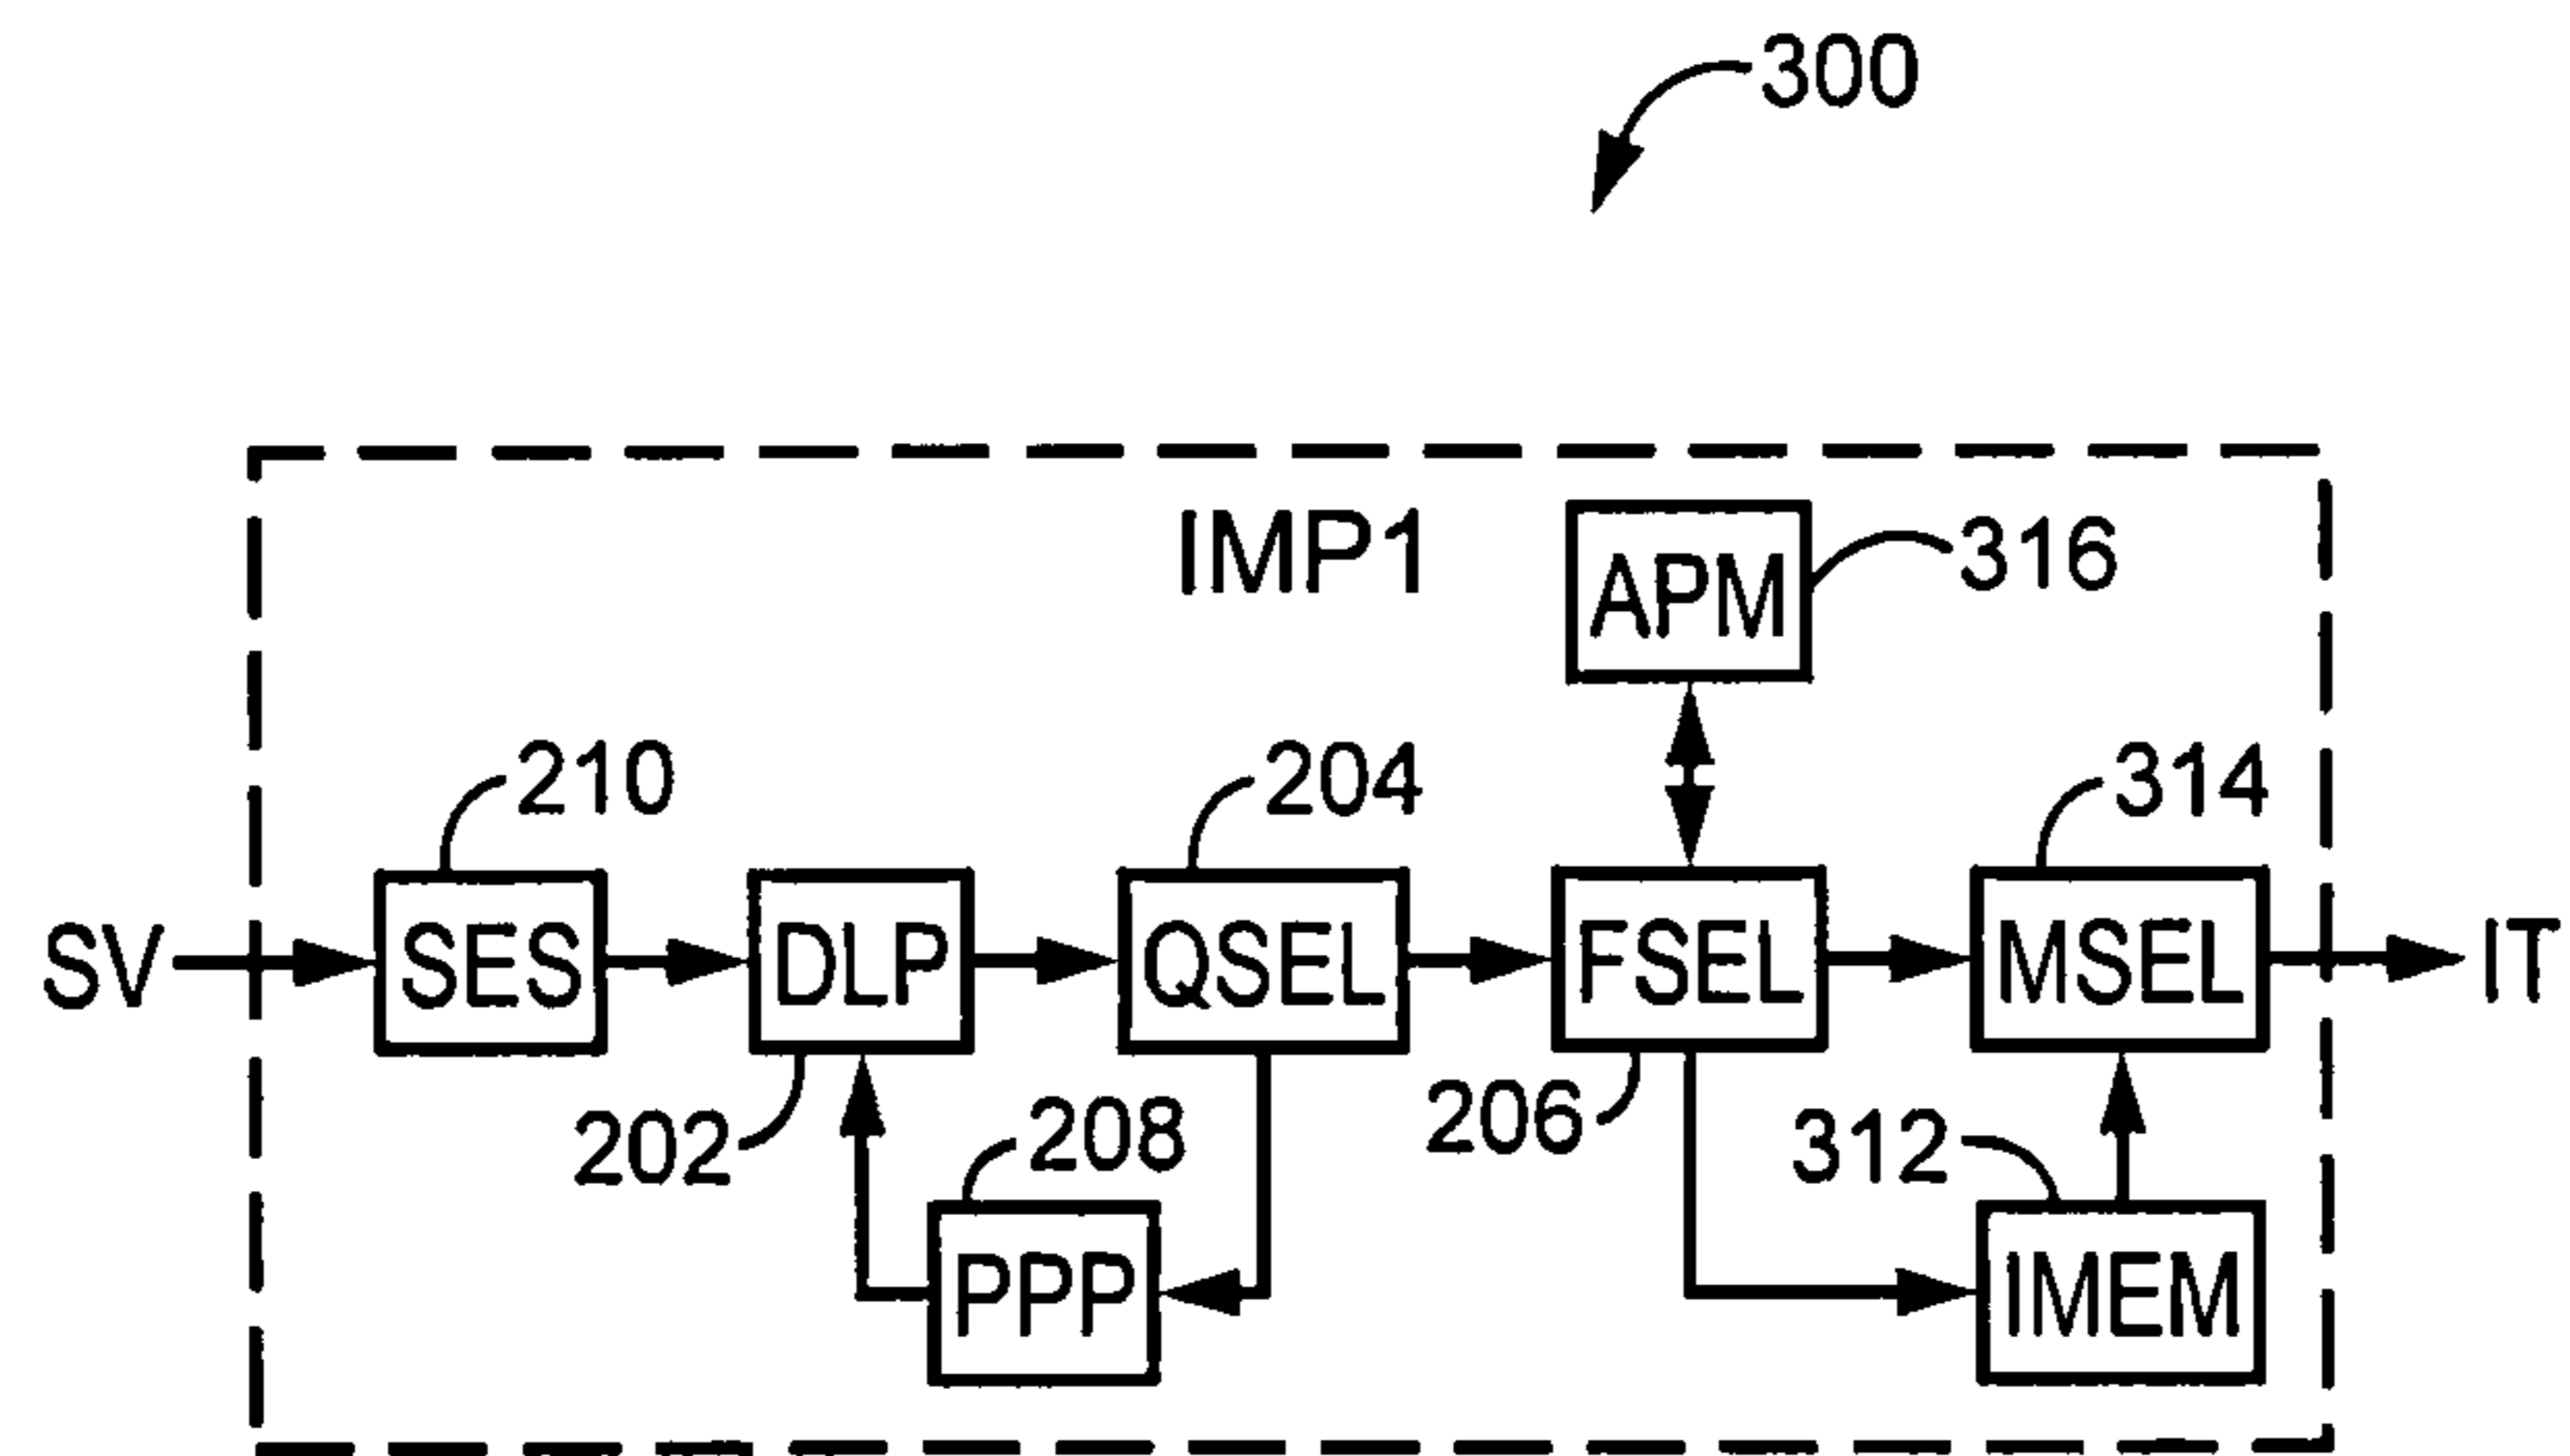 300
IMP1
APM
316
210
204
314
SV
SES
DLP
QSEL
FSEL
MSEL
IT
202
208
206
312
PPP
IMEM